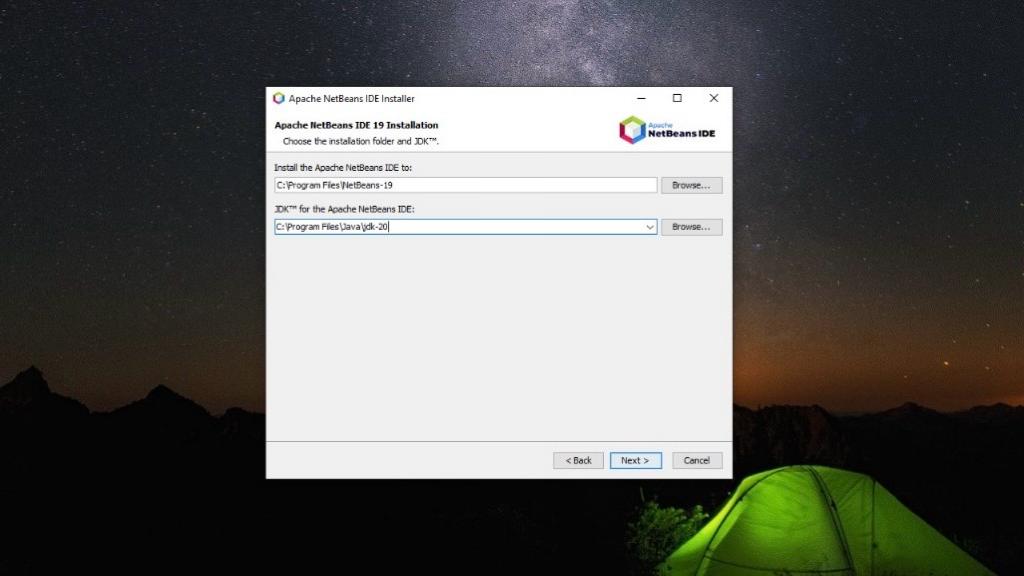 Apache NetBeans IDE Installer
Apache NetBeans IDE 19 Installation
Choose the installation folder and JDK™.
Apache
NetBeans IDE
Install the Apache NetBeans IDE to:
C:\Program Files\NetBeans-19
Browse...
JDK™ for the Apache NetBeans IDE:
C:\Program Files\Java\jdk-20
Browse...
< Back
Next >
Cancel